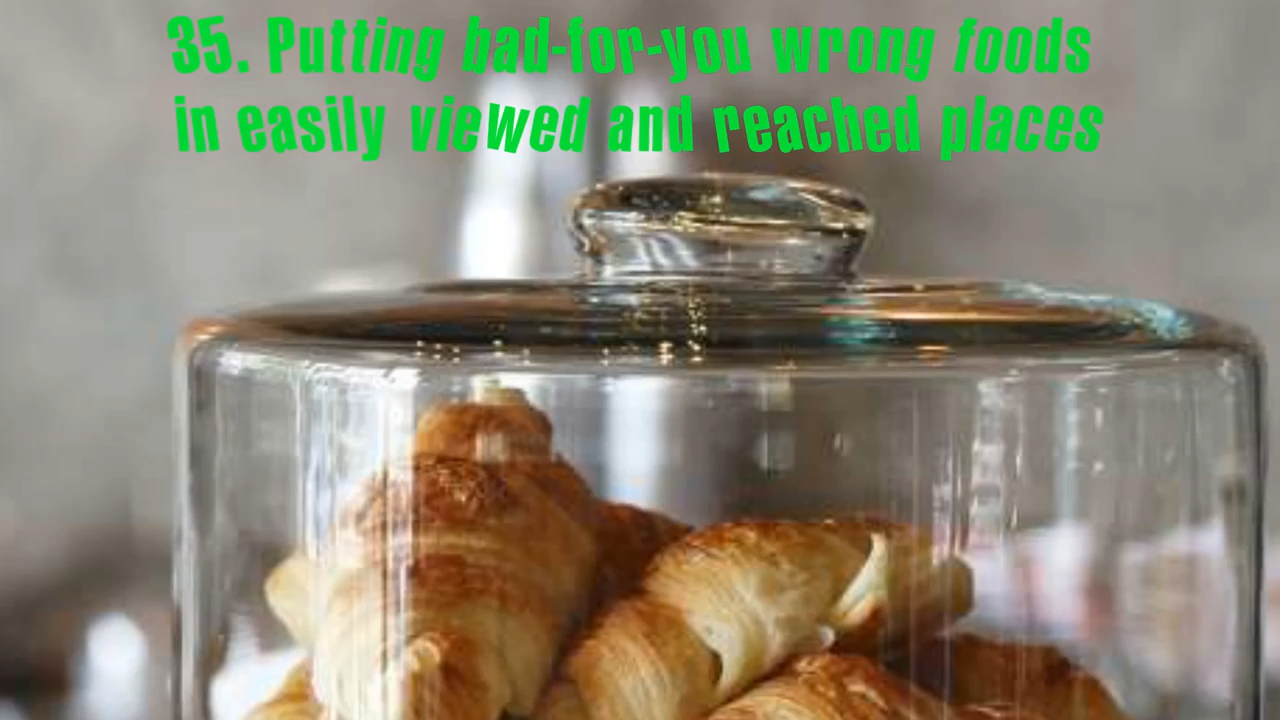 35. Putting bad-for-you wrong foods
in easily viewed and reached places